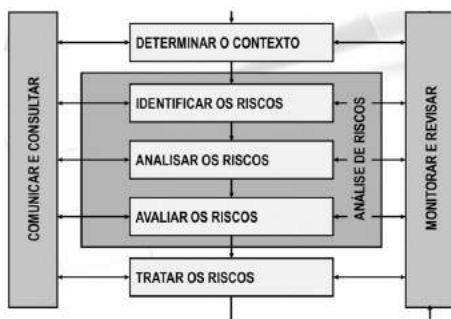 COMUNICAR E CONSULTAR
DETERMINAR O CONTEXTO
IDENTIFICAR OS RISCOS
ANALISAR OS RISCOS
AVALIAR OS RISCOS
ANÁLISE DE RISCOS
TRATAR OS RISCOS
MONITORAR E REVISAR